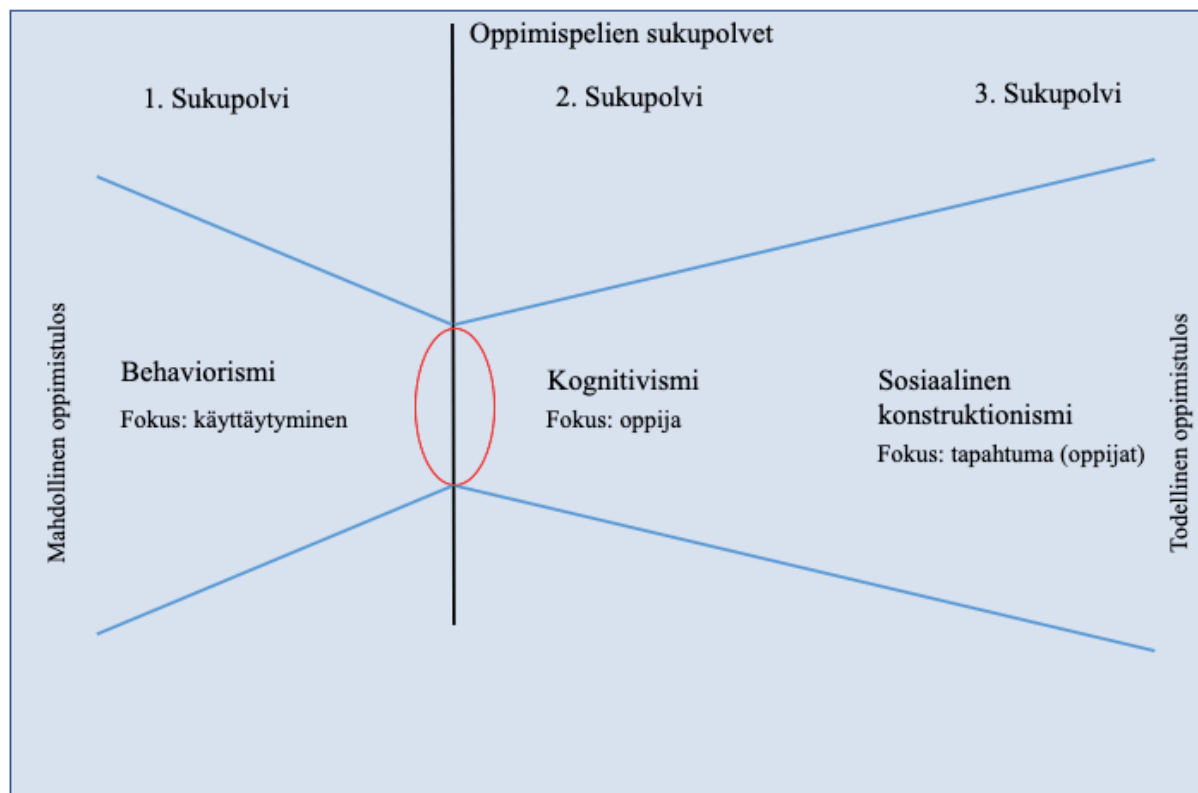 Oppimispelien sukupolvet
1. Sukupolvi
2. Sukupolvi
3. Sukupolvi
Mahdollinen oppimistulos
Behaviorismi
Fokus: käyttäytyminen
Kognitivismi
Fokus: oppija
Sosiaalinen
konstruktionismi
Fokus: tapahtuma (oppijat)
Todellinen oppimistulos